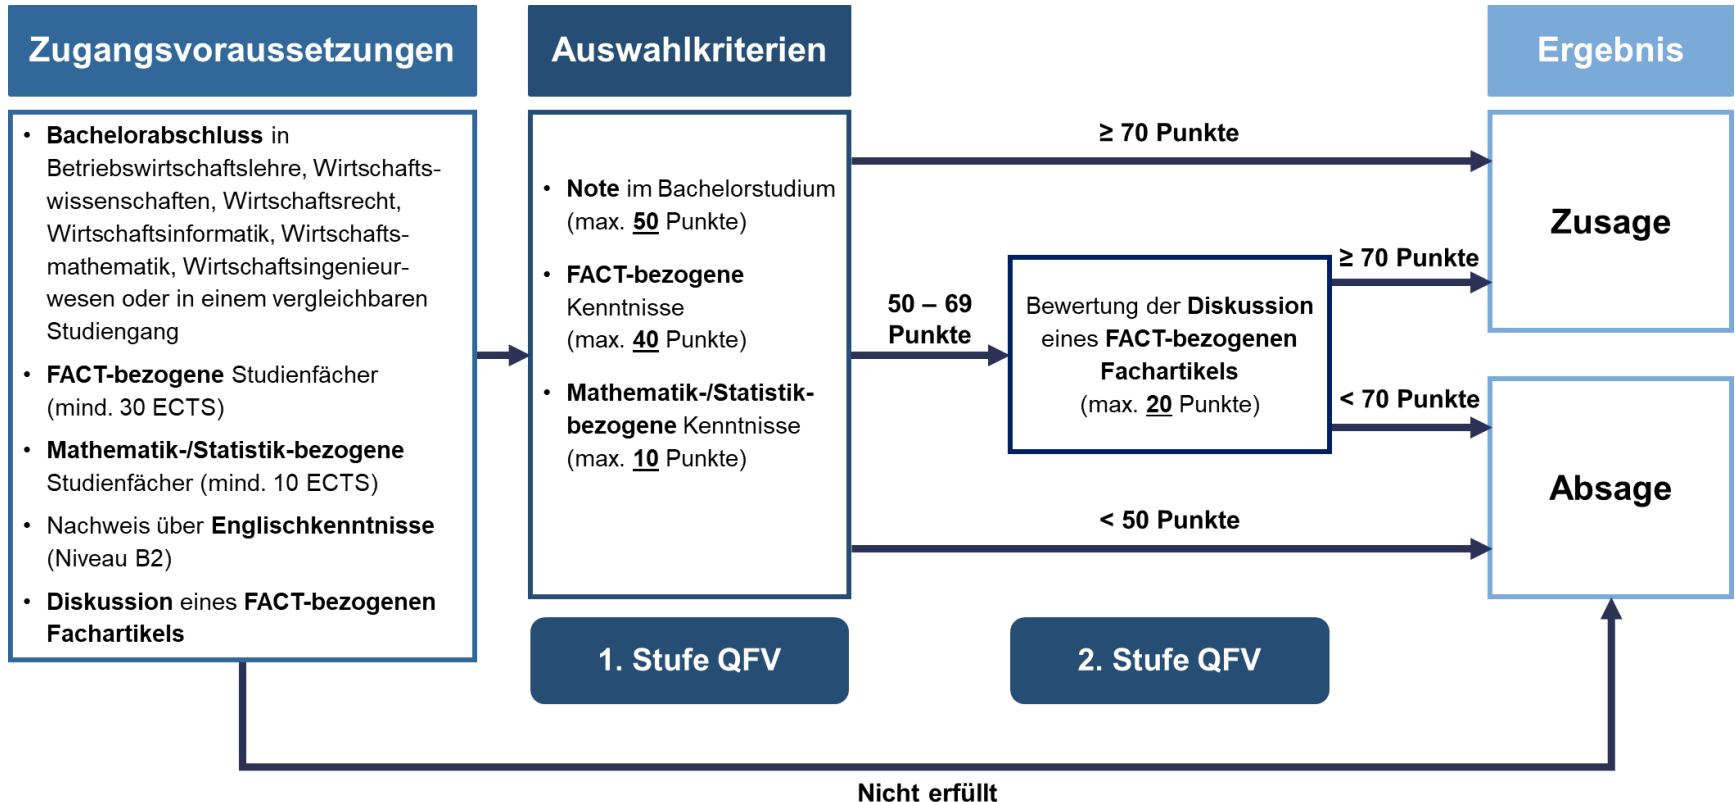 Zugangsvoraussetzungen
• Bachelorabschluss in
Betriebswirtschaftslehre, Wirtschafts-
wissenschaften, Wirtschaftsrecht,
Wirtschaftsinformatik, Wirtschafts-
mathematik, Wirtschaftsingenieur-
wesen oder in einem vergleichbaren
Studiengang
• FACT-bezogene Studienfächer
(mind. 30 ECTS)
• Mathematik-/Statistik-bezogene
Studienfächer (mind. 10 ECTS)
• Nachweis über Englischkenntnisse
(Niveau B2)
• Diskussion eines FACT-bezogenen
Fachartikels
Auswahlkriterien
• Note im Bachelorstudium
(max. 50 Punkte)
• FACT-bezogene
Kenntnisse
(max. 40 Punkte)
• Mathematik-/Statistik-
bezogene Kenntnisse
(max. 10 Punkte)
1. Stufe QFV
≥ 70 Punkte
50 – 69
Punkte
< 50 Punkte
Bewertung der Diskussion
eines FACT-bezogenen
Fachartikels
(max. 20 Punkte)
2. Stufe QFV
≥ 70 Punkte
< 70 Punkte
Ergebnis
Zusage
Absage
Nicht erfüllt